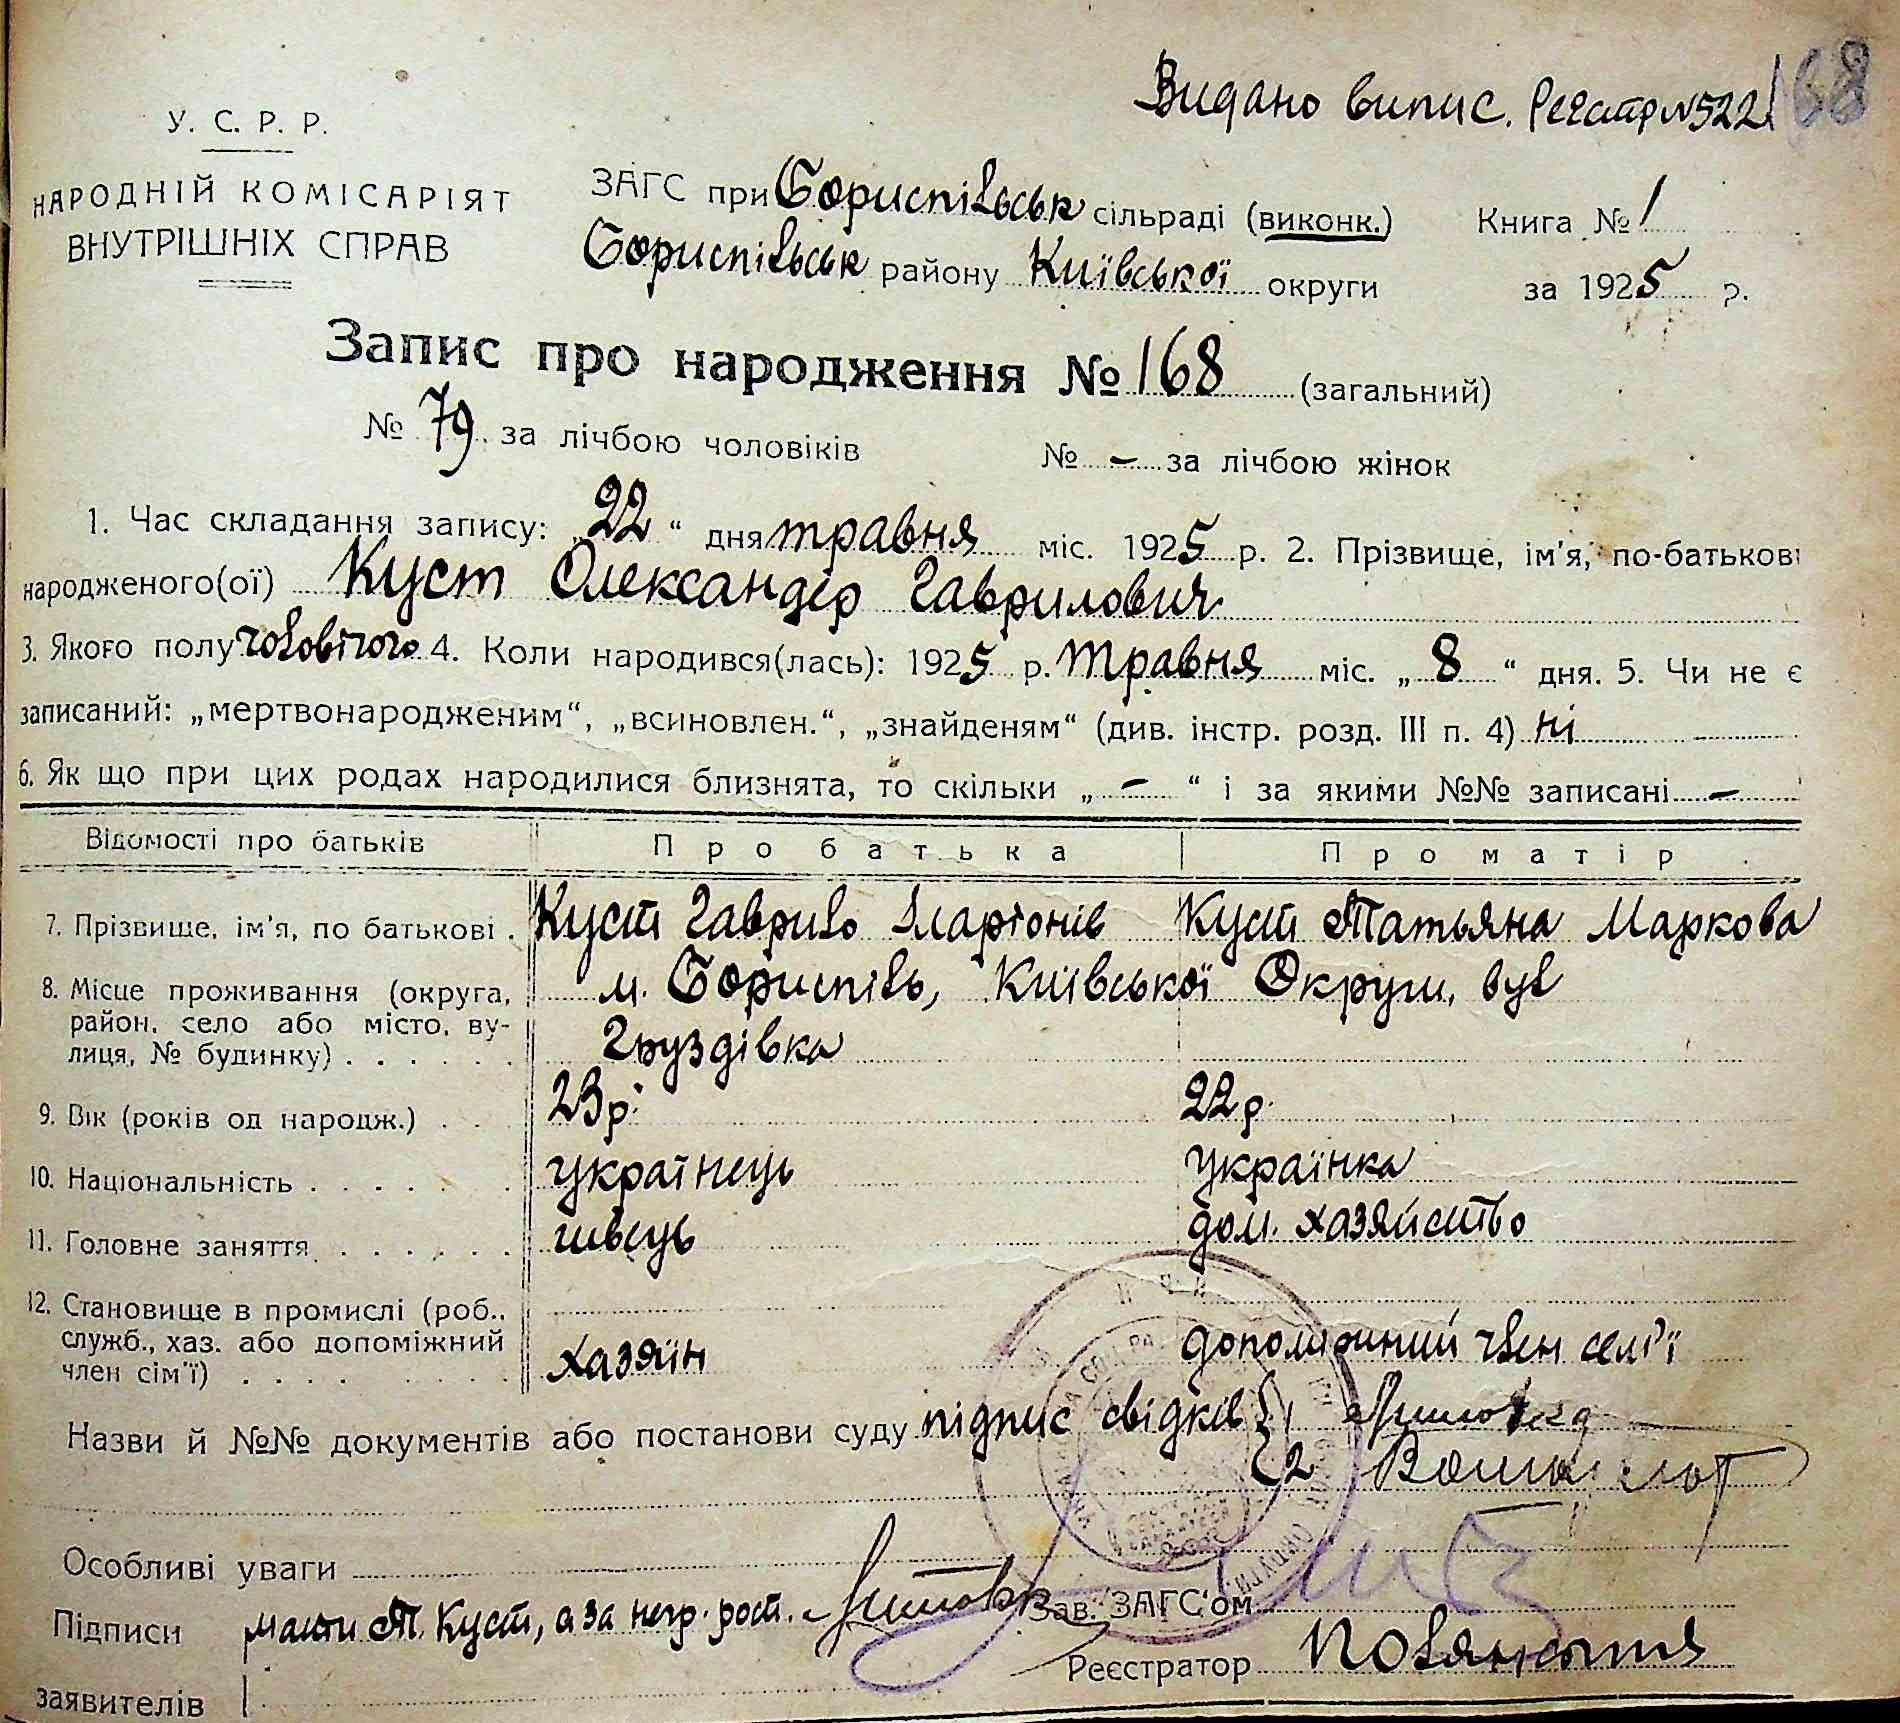 Видано випис. Реєстр №522
168
У. С. Р. Р.
НАРОДНІЙ КОМІСАРІЯТ
ВНУТРІШНІХ СПРАВ
ЗАГС при Бориспільськ сільраді (виконк.) Книга № 1
Бориспільськ району Київської округи за 1925 р.
Запис про народження № 168 (загальний)
№ 79 за лічбою чоловіків № - за лічбою жінок
1. Час складання запису: „22“ дня травня міс. 1925 р. 2. Прізвище, ім'я, по-батькові
народженого(ої) Куст Олександер Гаврилович
3. Якого полу чоловічого 4. Коли народився(лась): 1925 р. травня міс. „8“ дня. 5. Чи не є
записаний: „мертвонародженим“, „всиновлен.“, „знайденям“ (див. інстр. розд. III п. 4) ні
6. Як що при цих родах народилися близнята, то скільки „-“ і за якими №№ записані -
Відомості про батьків Про батька Про матір
7. Прізвище, ім'я, по батькові . Куст Гаврило Іларіонів Куст Татьяна Маркова
8. Місце проживання (округа, м. Бориспіль, Київської Округи, вул
район, село або місто, ву-
лиця, № будинку) . . . . . . Груздівка
9. Вік (років од народж.) . . 23 р. 22 р.
10. Національність . . . . . . українець українка
11. Головне заняття . . . . . . швець дом. хазяйство
12. Становище в промислі (роб.,
служб., хаз. або допоміжний хазяїн допоміжний член сем'ї
член сім'ї) . . . . . . . . .
Назви й №№ документів або постанови суду підпис свідків { 1
2
Особливі уваги
Підписи мати Т. Куст, а за негр. рост. Зав. ЗАГС'ом
Реєстратор
заявителів